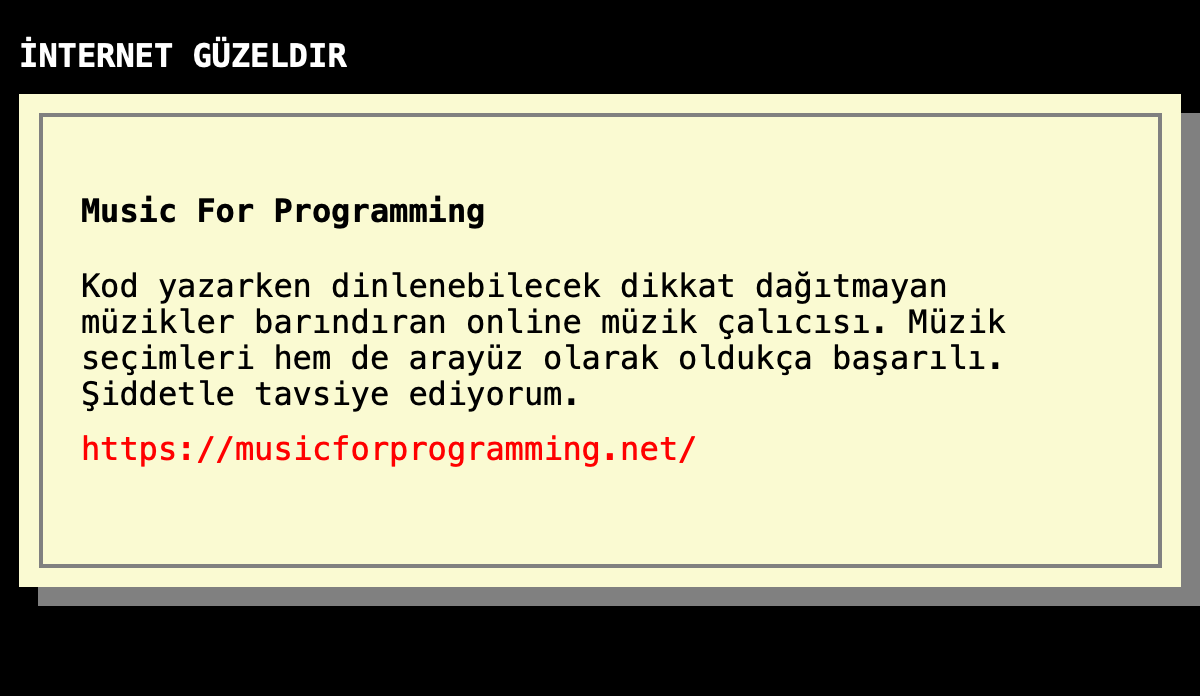 İNTERNET GÜZELDIR
Music For Programming
Kod yazarken dinlenebilecek dikkat dağıtmayan
müzikler barındıran online müzik çalıcısı. Müzik
seçimleri hem de arayüz olarak oldukça başarılı.
Şiddetle tavsiye ediyorum.
https://musicforprogramming.net/